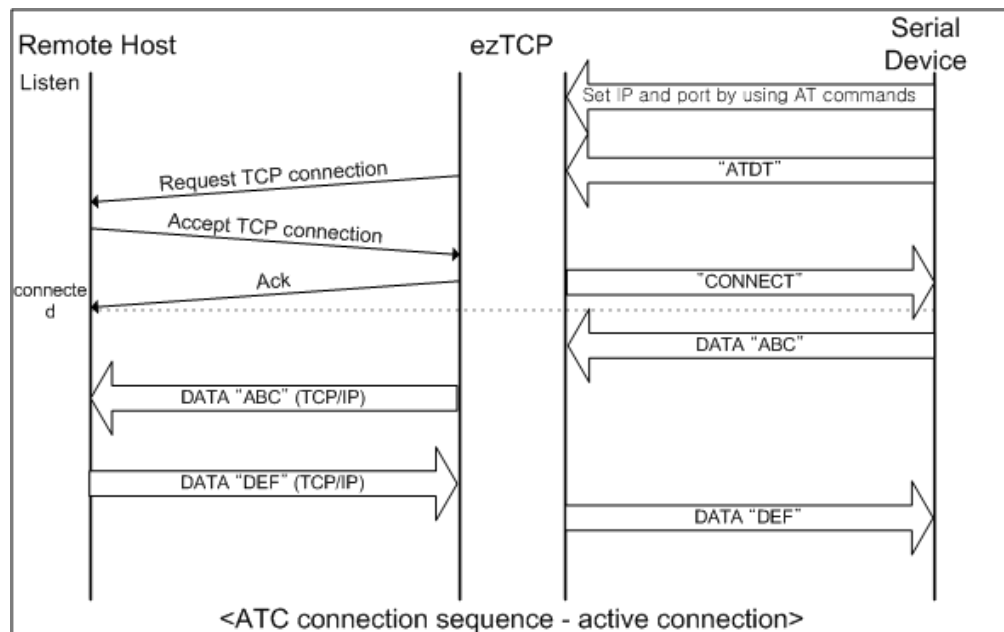 Remote Host
ezTCP
Serial
Device
Listen
Set IP and port by using AT commands
"ATDT"
Request TCP connection
Accept TCP connection
Ack
"CONNECT"
connecte
d
DATA "ABC"
DATA "ABC" (TCP/IP)
DATA "DEF" (TCP/IP)
DATA "DEF"
<ATC connection sequence - active connection>